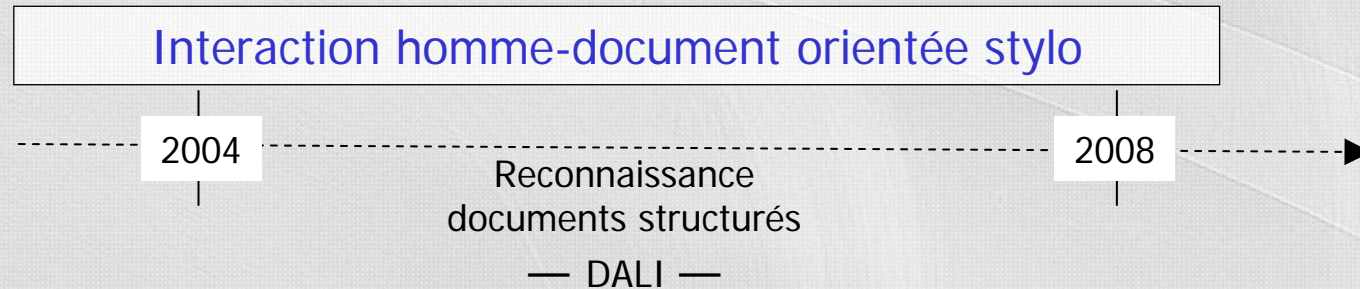 Interaction homme-document orientée stylo
2004
2008
Reconnaissance
documents structurés
— DALI —